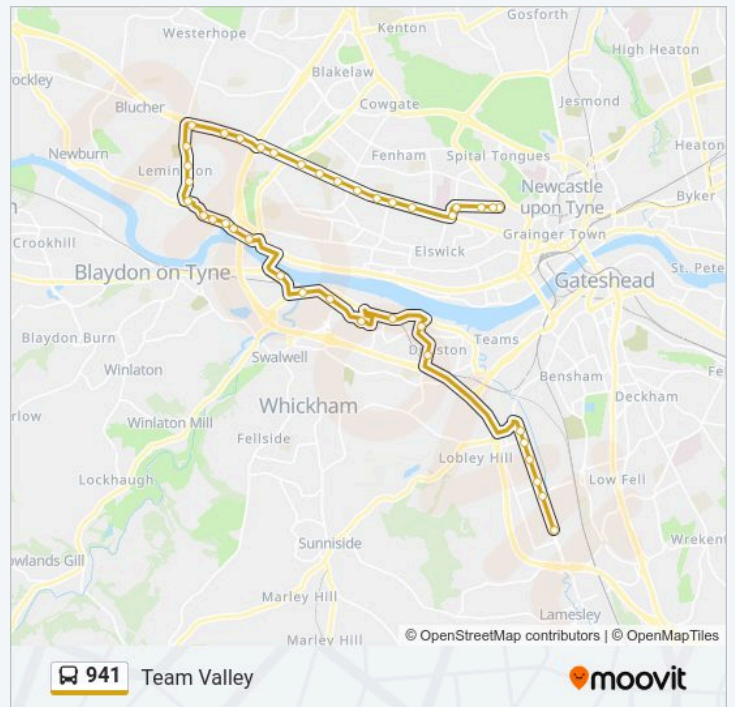 Gosforth
Kenton
Westerhope
High Heaton
Blakelaw
ockley
Jesmond
Blucher
Cowgate
Heaton
Newburn
Fenham
Spital Tongues
Lemington
Newcastle
upon Tyne
Byker
n
Grainger Town
Crookhill
Elswick
St. Pete
Blaydon on Tyne
Gateshead
Blaydon Burn
Teams
Dunston
Swalwell
Winlaton
Bensham
Fe
Deckham
Whickham
rlow
Winlaton Mill
Fellside
Lobley Hill
Lockhaugh
Low Fell
Sunniside
Wreken
owlands Gill
Marley Hill
Lamesley
Marley Hill
© OpenStreetMap contributors | © OpenMapTiles
941 Team Valley
moovit